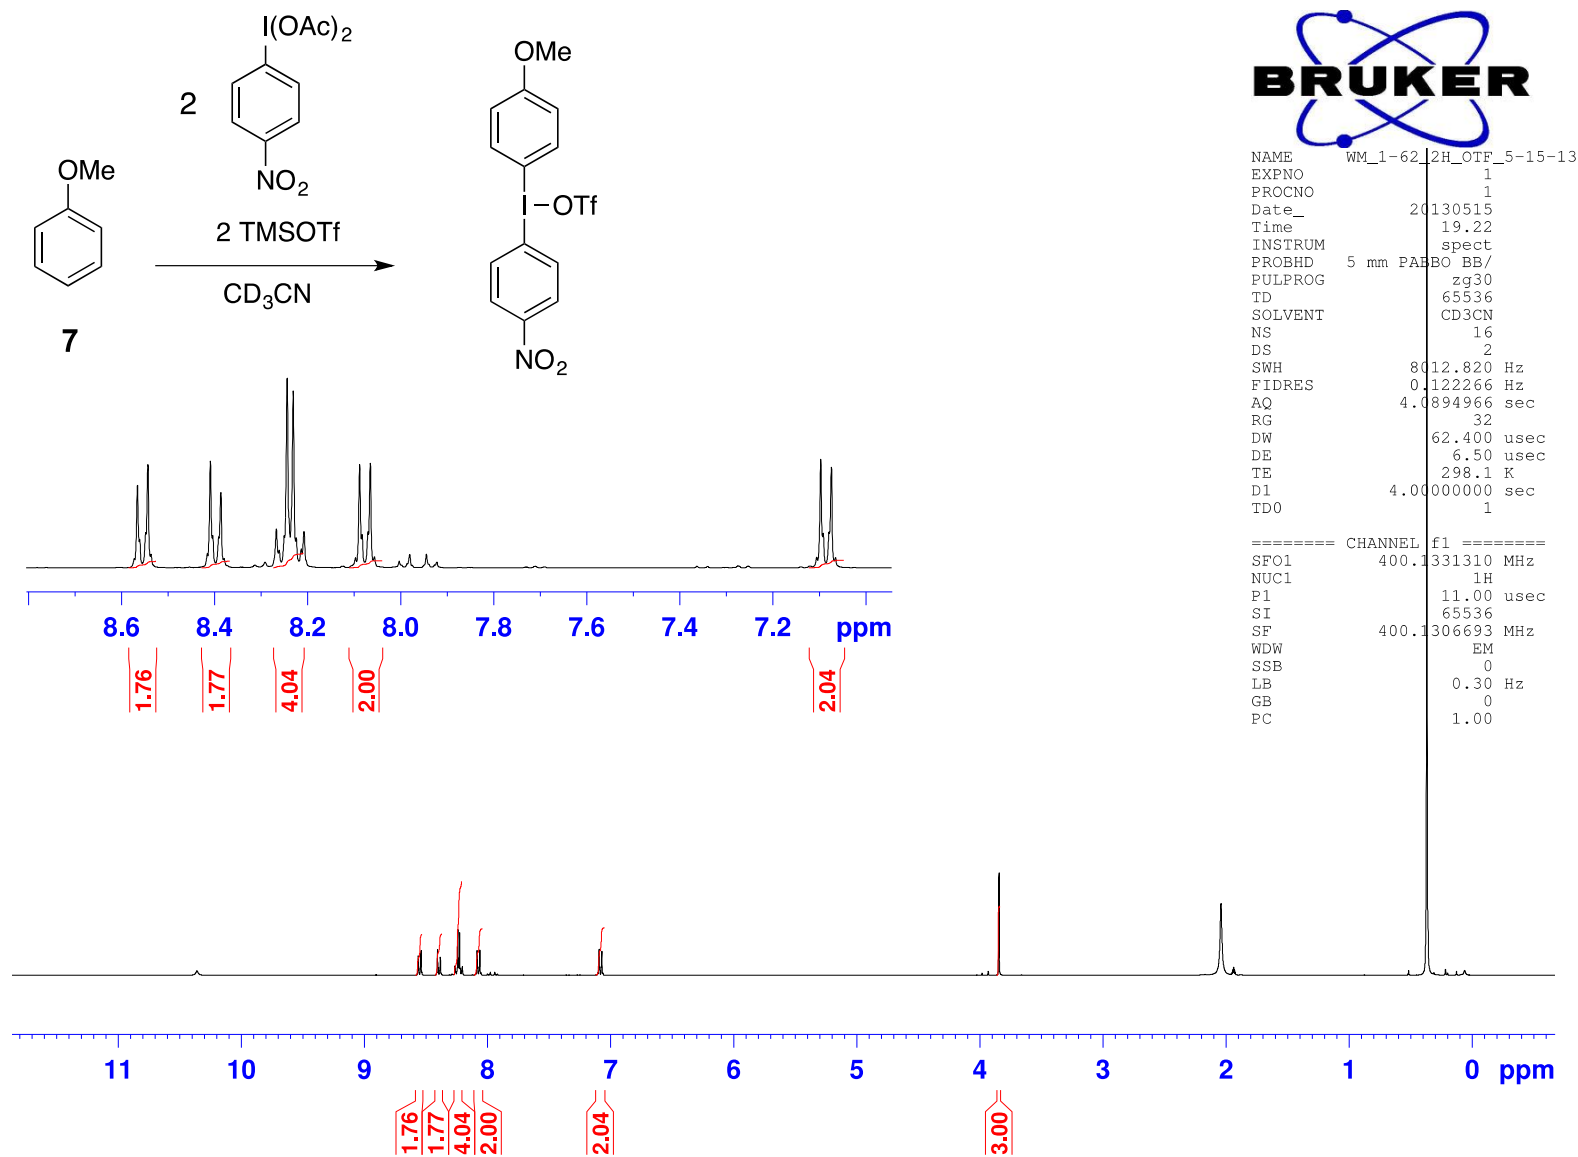 I(OAc)2
2
NO2
OMe
7
2 TMSOTf
CD3CN
OMe
I–OTf
NO2
BRUKER
NAME WM_1-62_2H_OTF_5-15-13
EXPNO 1
PROCNO 1
Date_ 20130515
Time 19.22
INSTRUM spect
PROBHD 5 mm PABBO BB/
PULPROG zg30
TD 65536
SOLVENT CD3CN
NS 16
DS 2
SWH 8012.820 Hz
FIDRES 0.122266 Hz
AQ 4.0894966 sec
RG 32
DW 62.400 usec
DE 6.50 usec
TE 298.1 K
D1 4.00000000 sec
TD0 1
======== CHANNEL f1 ========
SFO1 400.1331310 MHz
NUC1 1H
P1 11.00 usec
SI 65536
SF 400.1306693 MHz
WDW EM
SSB 0
LB 0.30 Hz
GB 0
PC 1.00
8.6 8.4 8.2 8.0 7.8 7.6 7.4 7.2 ppm
1.76 1.77 4.04 2.00 2.04
11 10 9 8 7 6 5 4 3 2 1 0 ppm
1.76 1.77 4.04 2.00 2.04 3.00